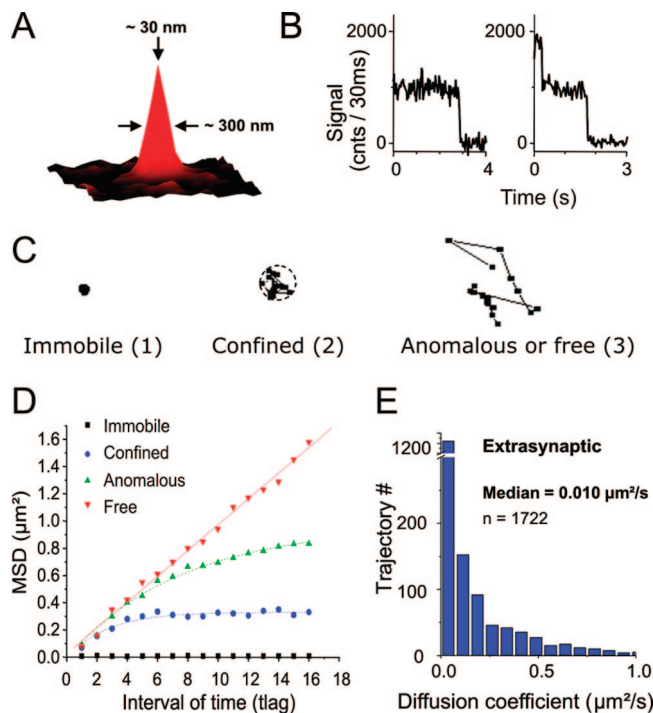 A
~ 30 nm
~ 300 nm
B
Signal
(cnts / 30ms)
2000
0
0
4
2000
0
0
3
Time (s)
C
Immobile (1)
Confined (2)
Anomalous or free (3)
D
MSD (µm²)
1.6
1.4
1.2
1.0
0.8
0.6
0.4
0.2
0.0
Immobile
Confined
Anomalous
Free
0 2 4 6 8 10 12 14 16 18
Interval of time (tlag)
E
Trajectory #
1200
200
100
0
Extrasynaptic
Median = 0.010 µm²/s
n = 1722
0.0 0.5 1.0
Diffusion coefficient (µm²/s)